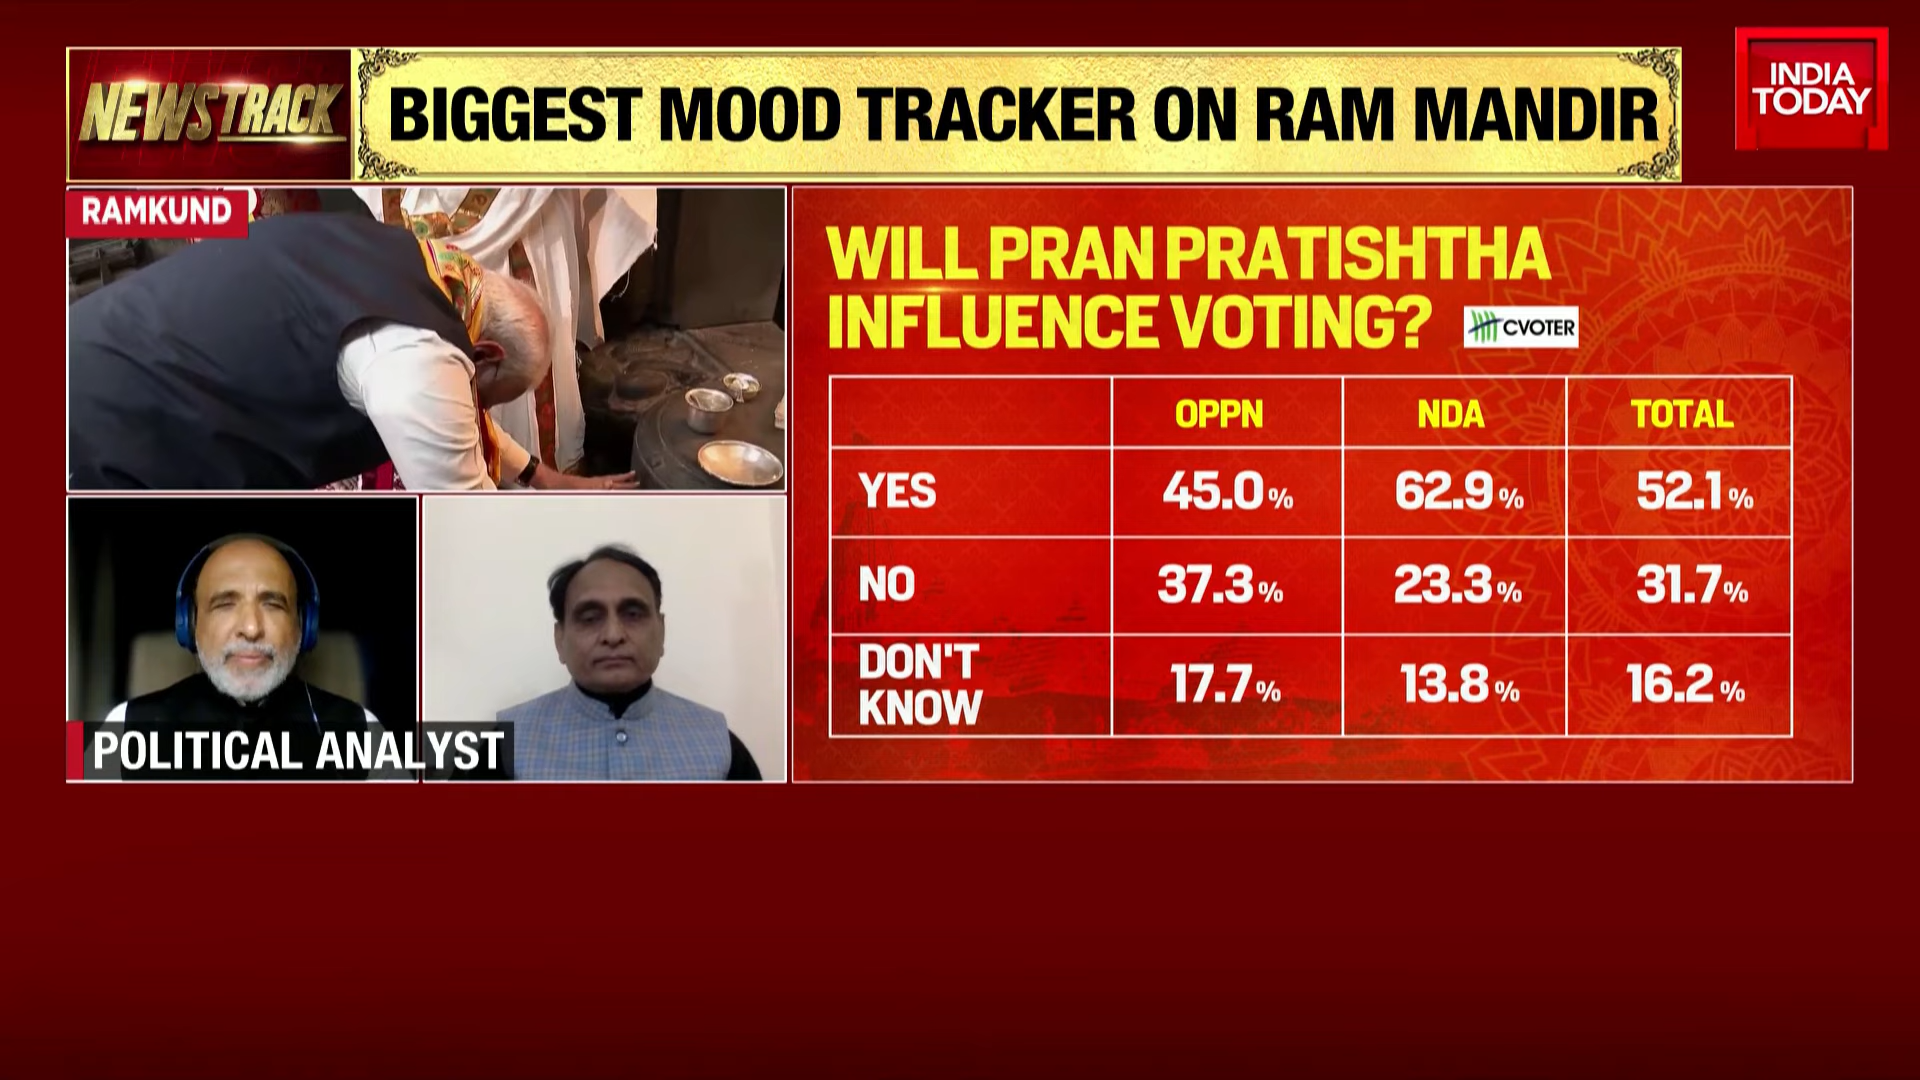 NEWSTRACK
BIGGEST MOOD TRACKER ON RAM MANDIR
INDIA
TODAY
RAMKUND
POLITICAL ANALYST
WILL PRAN PRATISHTHA
INFLUENCE VOTING?
CVOTER
OPPN NDA TOTAL
YES 45.0% 62.9% 52.1%
NO 37.3% 23.3% 31.7%
DON'T
KNOW 17.7% 13.8% 16.2%